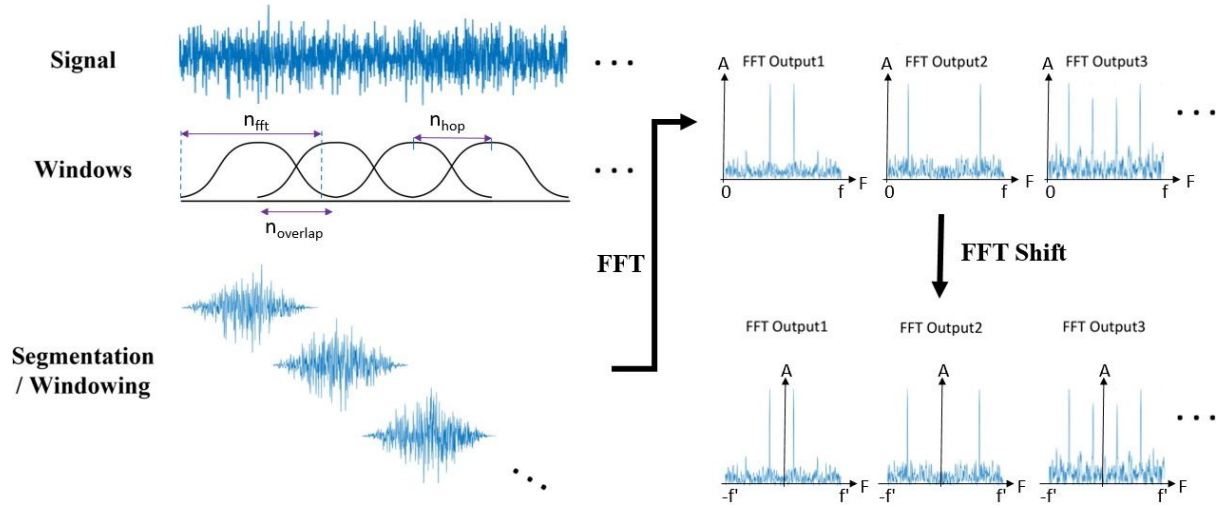 Signal
n_fft
n_hop
Windows
n_overlap
Segmentation
/ Windowing
FFT
FFT Output1
A
0
f
F
FFT Output2
A
0
f
F
FFT Output3
A
0
f
F
FFT Shift
FFT Output1
A
-f'
f'
F
FFT Output2
A
-f'
f'
F
FFT Output3
A
-f'
f'
F